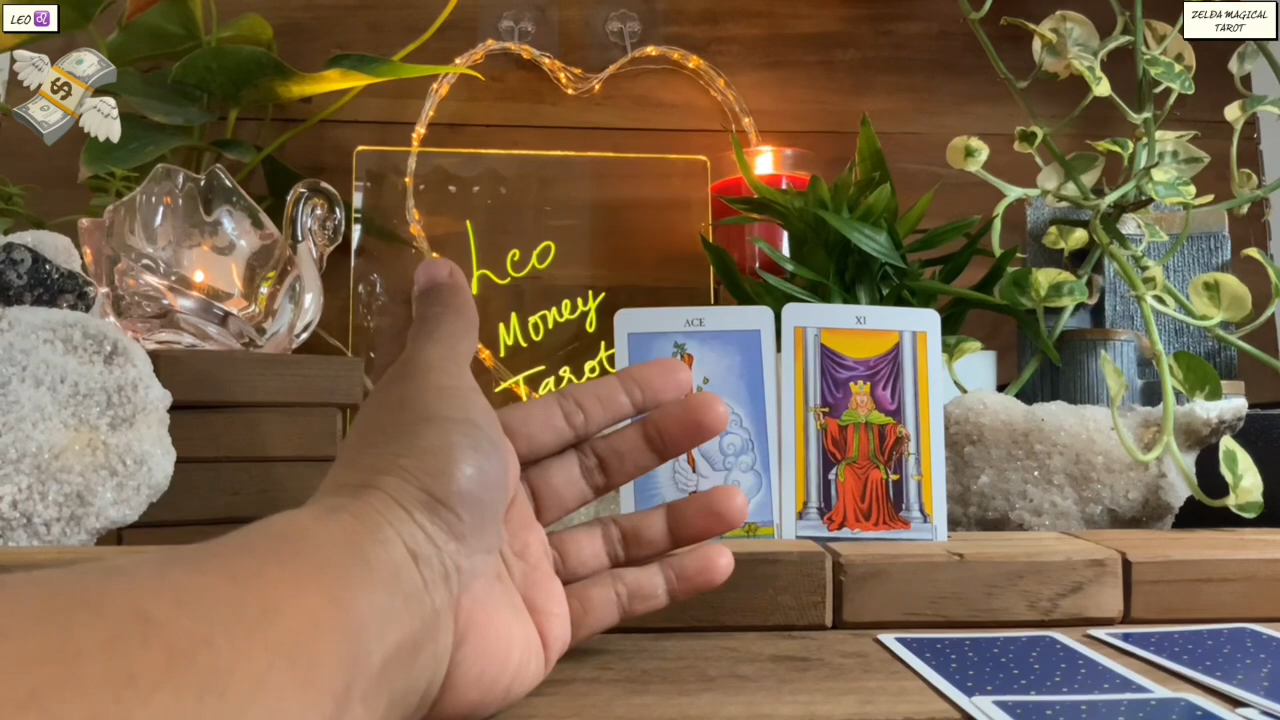 LEO ♌
ZELDA MAGICAL
TAROT
Leo
Money
Tarot
ACE
XI